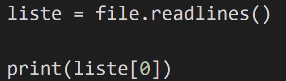 liste = file.readlines()
print(liste[0])